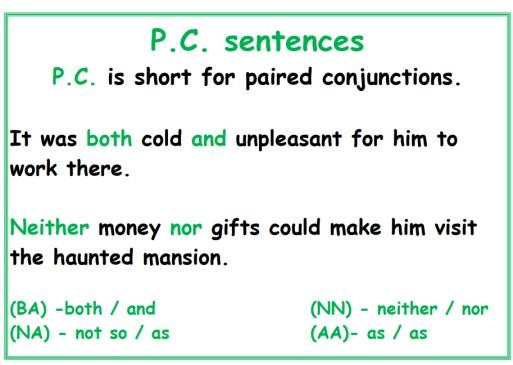 P.C. sentences
P.C. is short for paired conjunctions.
It was both cold and unpleasant for him to
work there.
Neither money nor gifts could make him visit
the haunted mansion.
(BA) -both / and (NN) - neither / nor
(NA) - not so / as (AA)- as / as